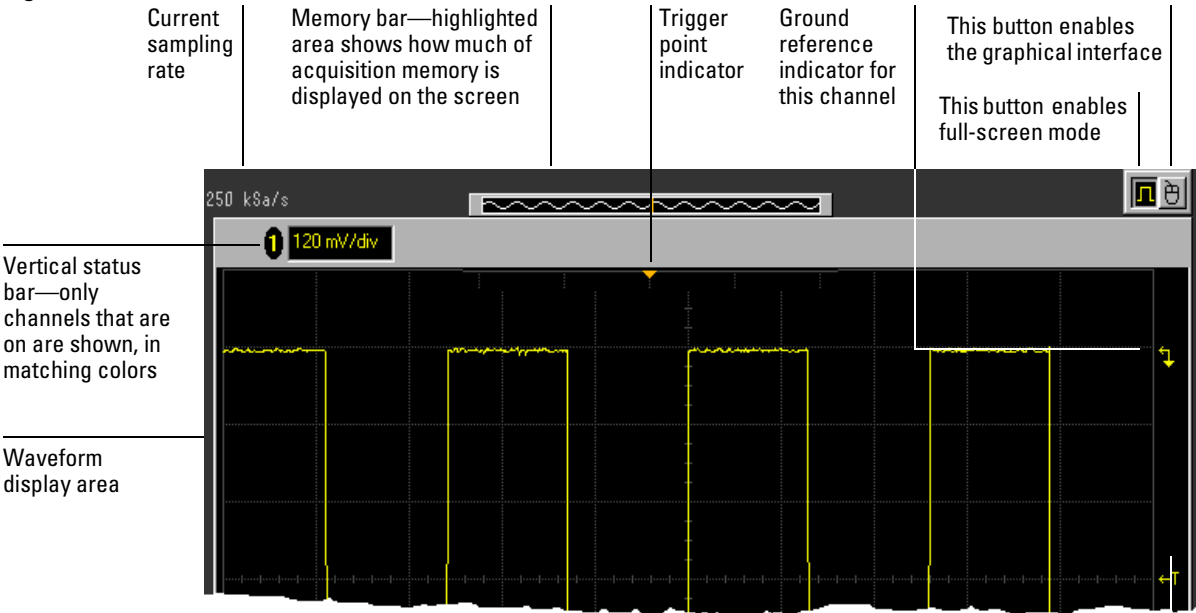 Current
sampling
rate
Memory bar—highlighted
area shows how much of
acquisition memory is
displayed on the screen
Trigger
point
indicator
Ground
reference
indicator for
this channel
This button enables
the graphical interface
This button enables
full-screen mode
250 kSa/s
1 120 mV/div
Vertical status
bar—only
channels that are
on are shown, in
matching colors
Waveform
display area
T